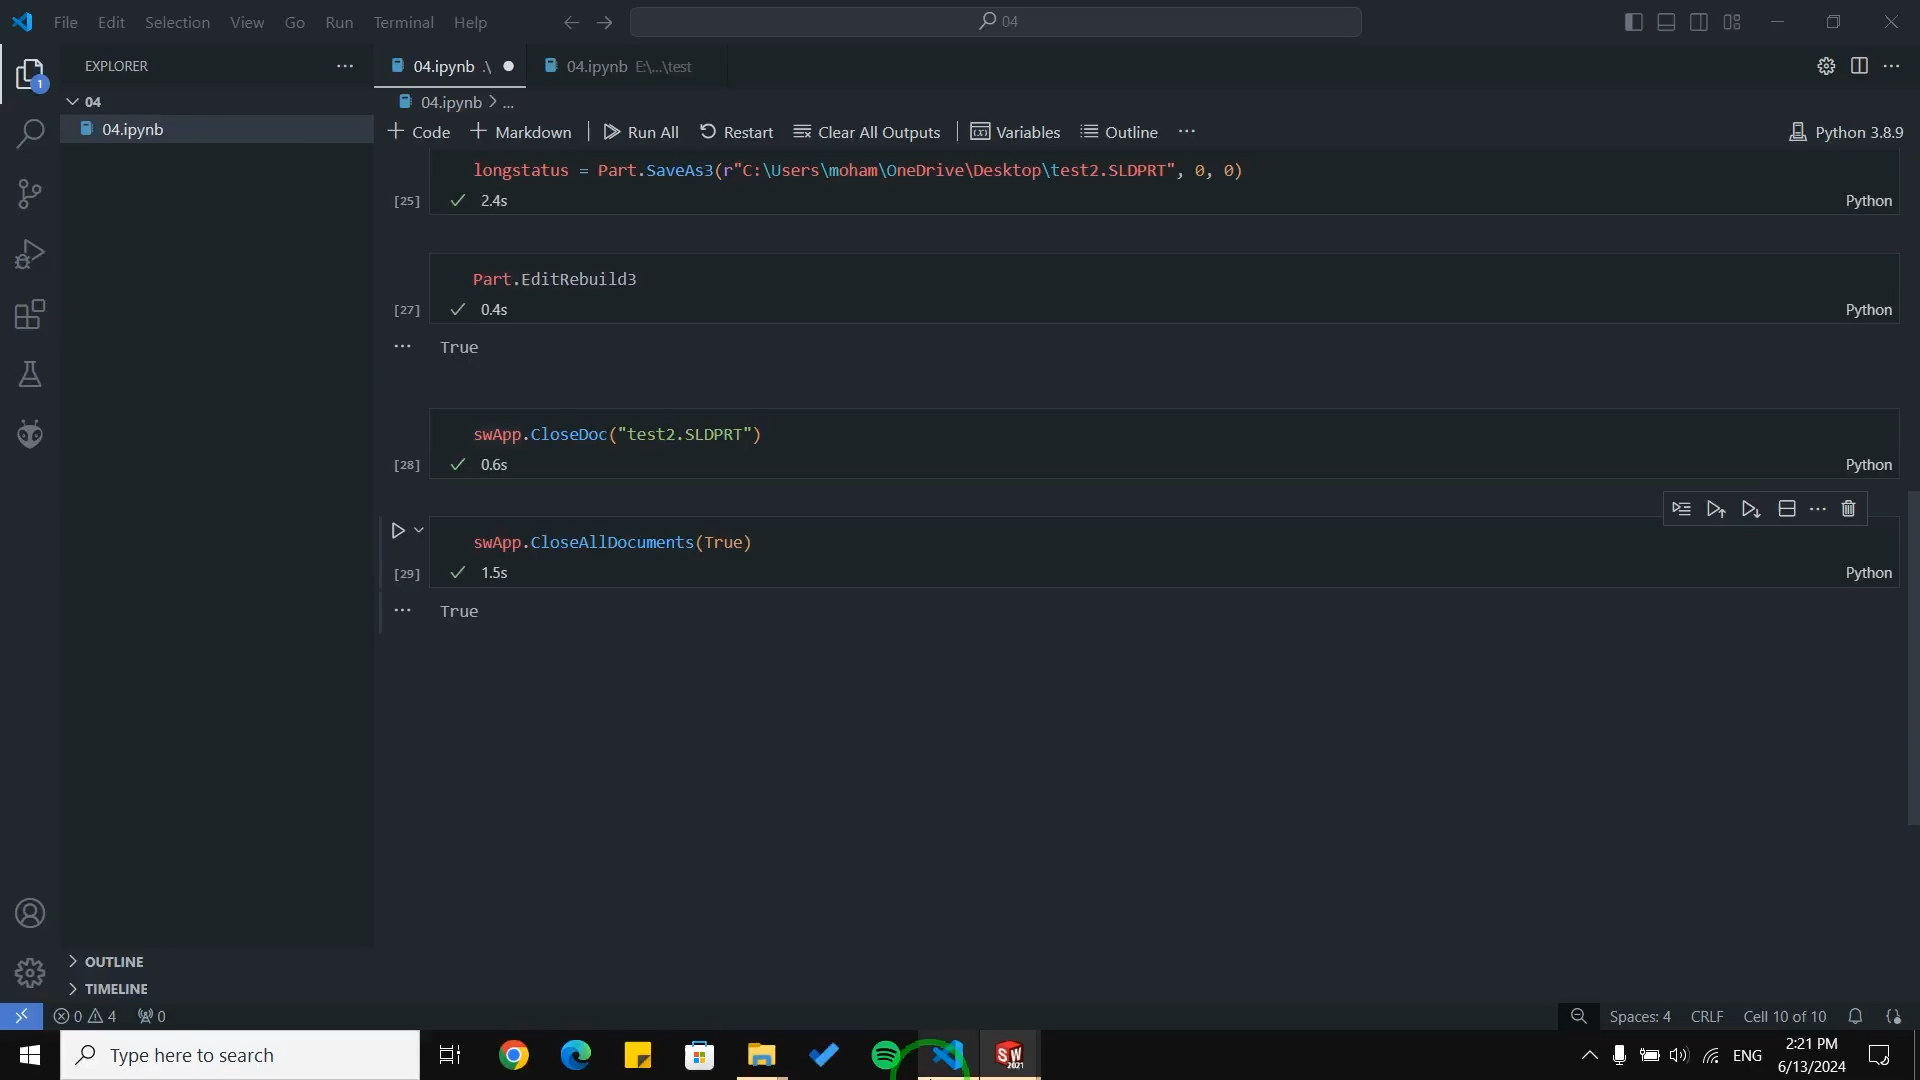 File Edit Selection View Go Run Terminal Help
04
EXPLORER
04.ipynb .\
04.ipynb E:\...\test
04
04.ipynb > ...
04.ipynb
1
Code
Markdown
Run All
Restart
Clear All Outputs
Variables
Outline
Python 3.8.9
longstatus = Part.SaveAs3(r"C:\Users\moham\OneDrive\Desktop\test2.SLDPRT", 0, 0)
[25]
2.4s
Python
Part.EditRebuild3
[27]
0.4s
Python
True
swApp.CloseDoc("test2.SLDPRT")
[28]
0.6s
Python
swApp.CloseAllDocuments(True)
[29]
1.5s
Python
True
OUTLINE
TIMELINE
0 4 0
Spaces: 4 CRLF Cell 10 of 10
Type here to search
SW
2021
ENG
2:21 PM
6/13/2024